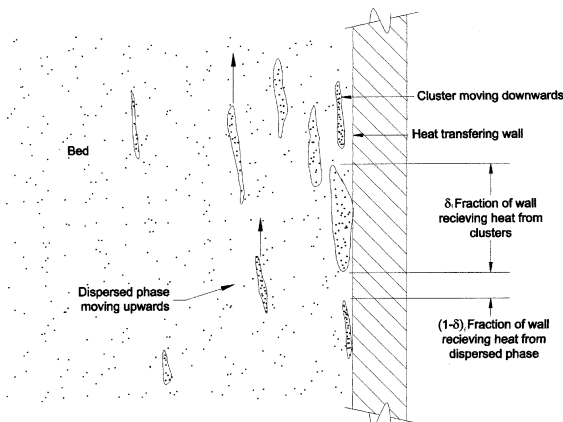 Cluster moving downwards
Heat transfering wall
Bed
δ, Fraction of wall
recieving heat from
clusters
Dispersed phase
moving upwards
(1-δ), Fraction of wall
recieving heat from
dispersed phase